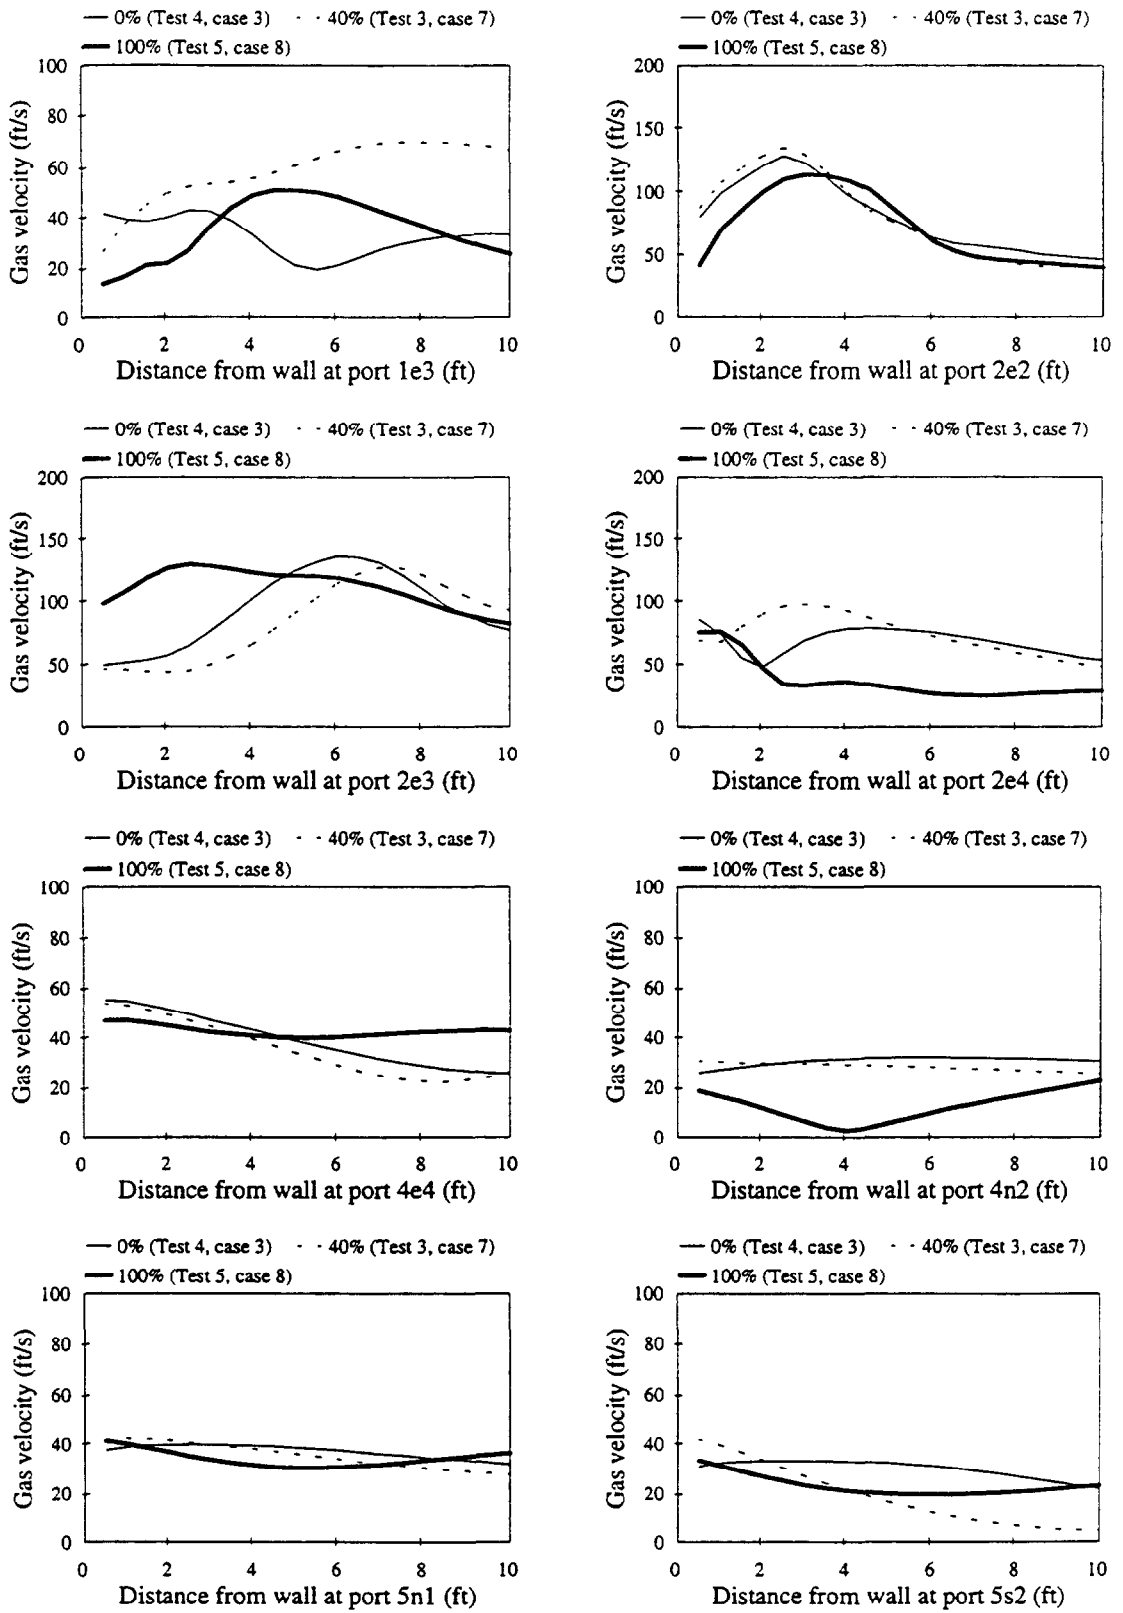 0% (Test 4, case 3) 40% (Test 3, case 7)
100% (Test 5, case 8)
100
80
60
40
20
0
Gas velocity (ft/s)
0 2 4 6 8 10
Distance from wall at port 1e3 (ft)
0% (Test 4, case 3) 40% (Test 3, case 7)
100% (Test 5, case 8)
200
150
100
50
0
Gas velocity (ft/s)
0 2 4 6 8 10
Distance from wall at port 2e2 (ft)
0% (Test 4, case 3) 40% (Test 3, case 7)
100% (Test 5, case 8)
200
150
100
50
0
Gas velocity (ft/s)
0 2 4 6 8 10
Distance from wall at port 2e3 (ft)
0% (Test 4, case 3) 40% (Test 3, case 7)
100% (Test 5, case 8)
200
150
100
50
0
Gas velocity (ft/s)
0 2 4 6 8 10
Distance from wall at port 2e4 (ft)
0% (Test 4, case 3) 40% (Test 3, case 7)
100% (Test 5, case 8)
100
80
60
40
20
0
Gas velocity (ft/s)
0 2 4 6 8 10
Distance from wall at port 4e4 (ft)
0% (Test 4, case 3) 40% (Test 3, case 7)
100% (Test 5, case 8)
100
80
60
40
20
0
Gas velocity (ft/s)
0 2 4 6 8 10
Distance from wall at port 4n2 (ft)
0% (Test 4, case 3) 40% (Test 3, case 7)
100% (Test 5, case 8)
100
80
60
40
20
0
Gas velocity (ft/s)
0 2 4 6 8 10
Distance from wall at port 5n1 (ft)
0% (Test 4, case 3) 40% (Test 3, case 7)
100% (Test 5, case 8)
100
80
60
40
20
0
Gas velocity (ft/s)
0 2 4 6 8 10
Distance from wall at port 5s2 (ft)